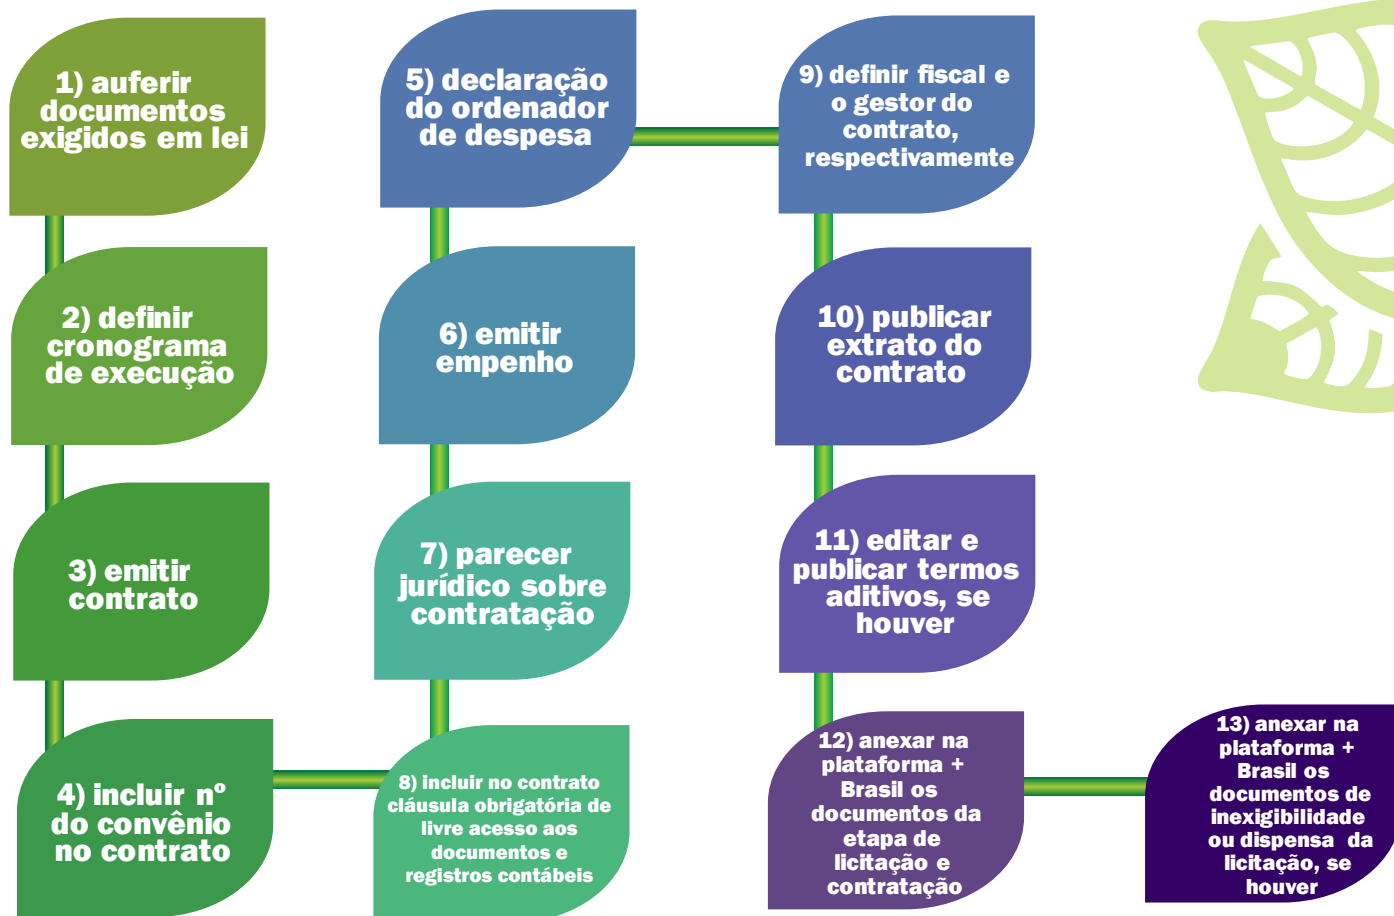 1) auferir
documentos
exigidos em lei
2) definir
cronograma
de execução
3) emitir
contrato
4) incluir nº
do convênio
no contrato
5) declaração
do ordenador
de despesa
6) emitir
empenho
7) parecer
jurídico sobre
contratação
8) incluir no contrato
cláusula obrigatória de
livre acesso aos
documentos e
registros contábeis
9) definir fiscal e
o gestor do
contrato,
respectivamente
10) publicar
extrato do
contrato
11) editar e
publicar termos
aditivos, se
houver
12) anexar na
plataforma +
Brasil os
documentos da
etapa de
licitação e
contratação
13) anexar na
plataforma +
Brasil os
documentos de
inexigibilidade
ou dispensa da
licitação, se
houver